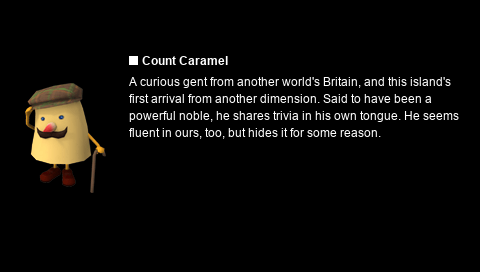 ■ Count Caramel
A curious gent from another world's Britain, and this island's
first arrival from another dimension. Said to have been a
powerful noble, he shares trivia in his own tongue. He seems
fluent in ours, too, but hides it for some reason.